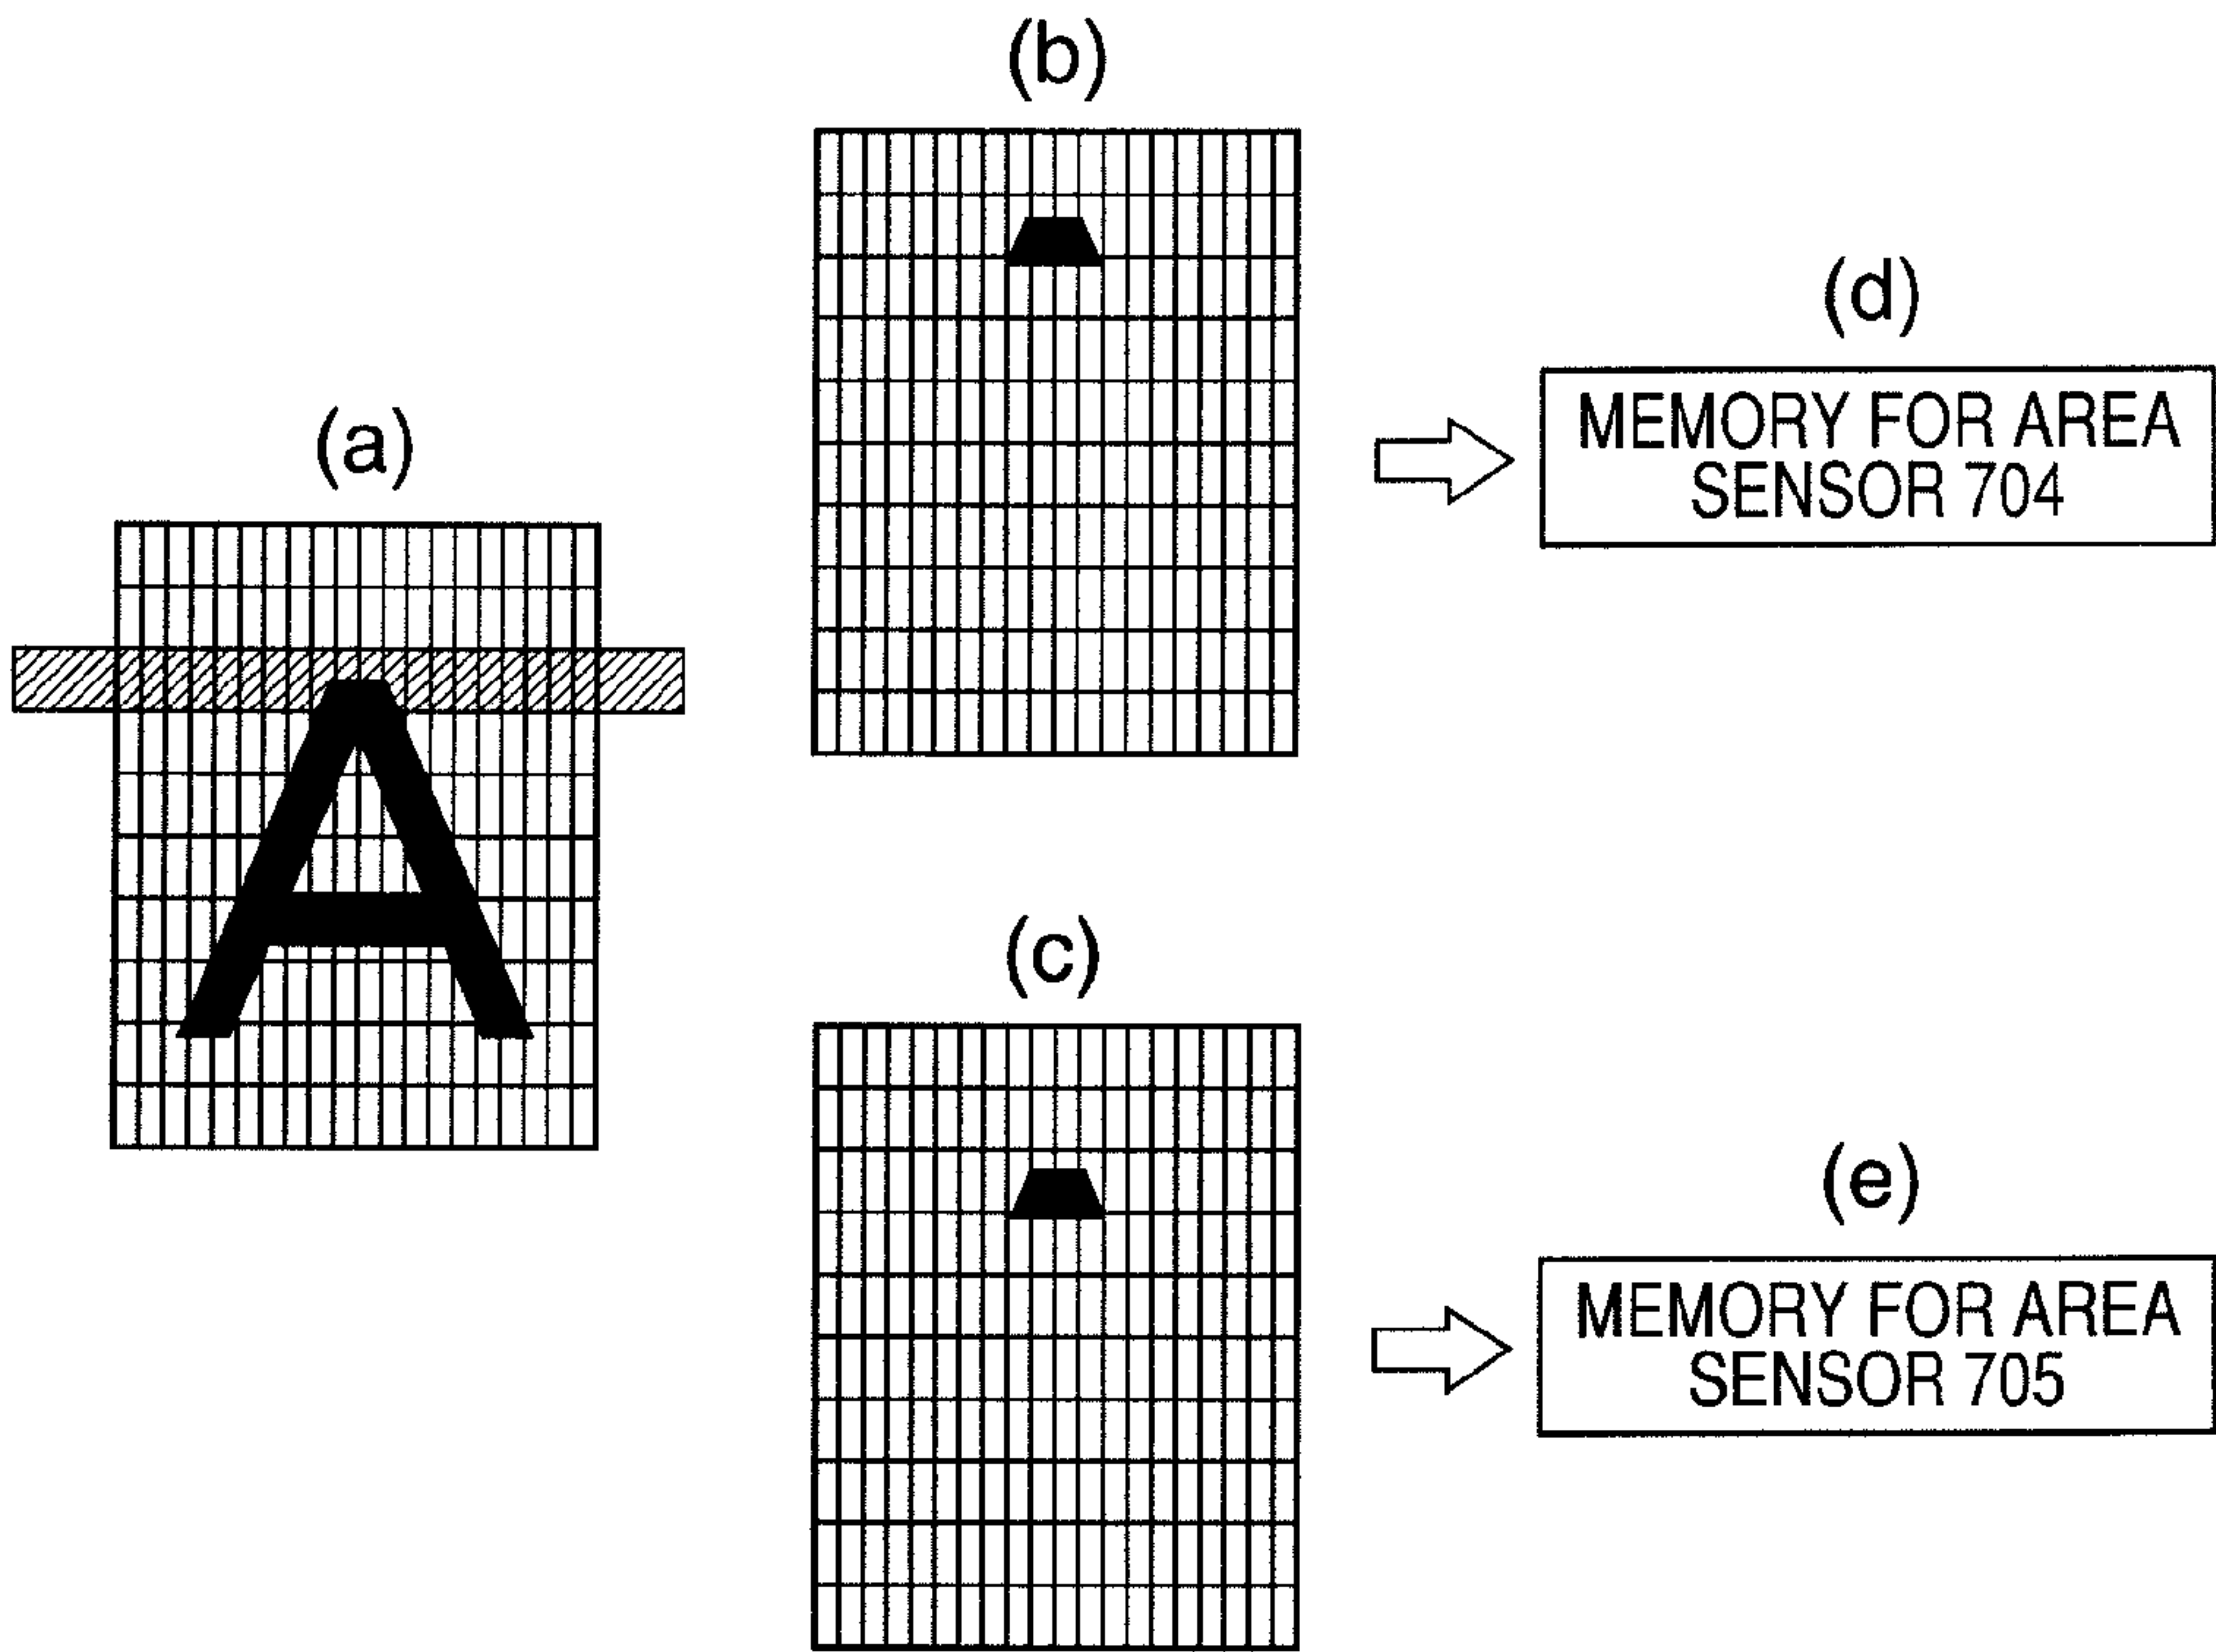 (a)
A
(b)
(c)
(d)
MEMORY FOR AREA
SENSOR 704
(e)
MEMORY FOR AREA
SENSOR 705